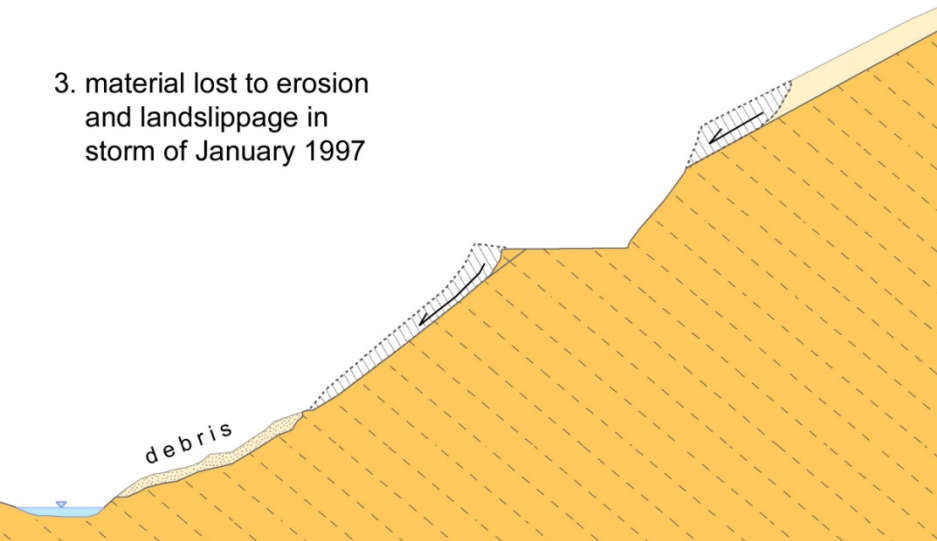 3. material lost to erosion
and landslippage in
storm of January 1997
debris